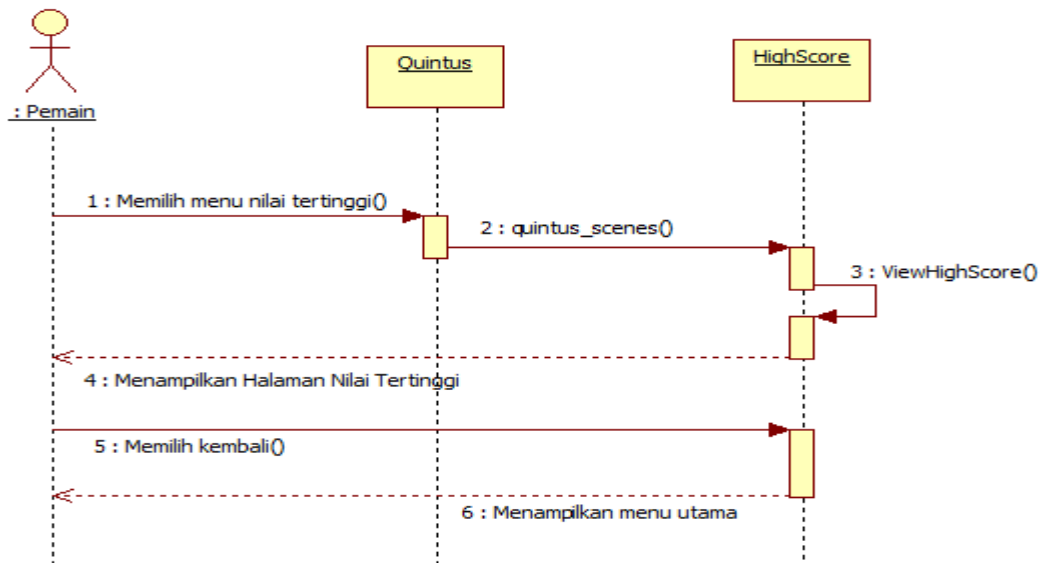 Quintus
HighScore
: Pemain
1 : Memilih menu nilai tertinggi()
2 : quintus_scenes()
3 : ViewHighScore()
4 : Menampilkan Halaman Nilai Tertinggi
5 : Memilih kembali()
6 : Menampilkan menu utama